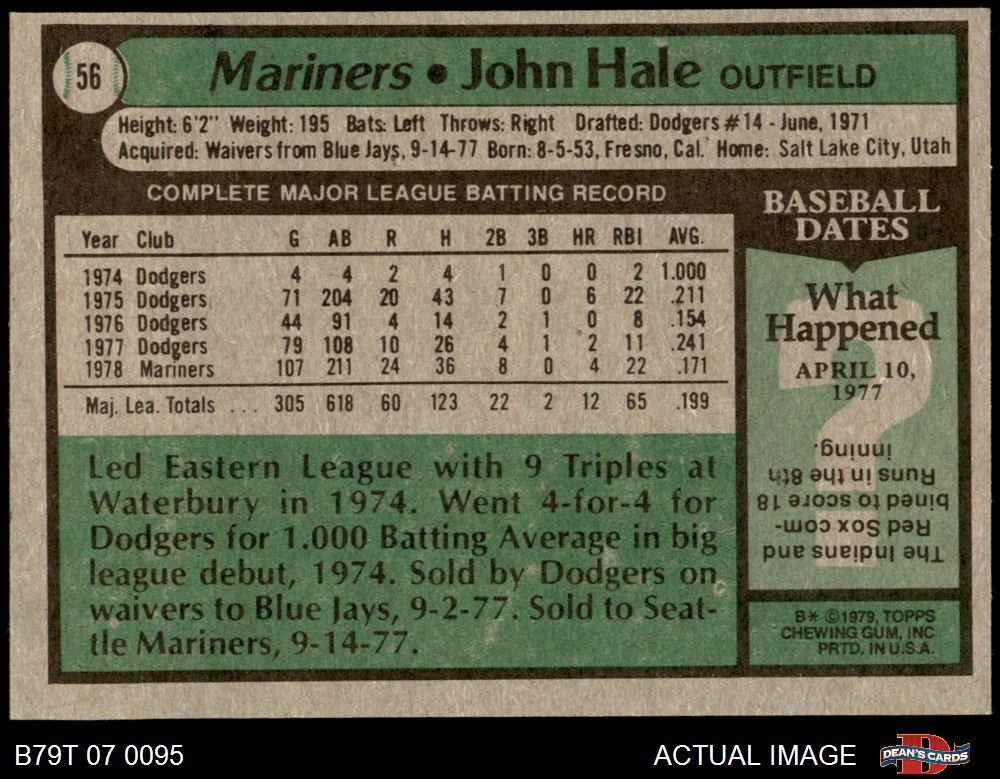 56
Mariners • John Hale OUTFIELD
Height: 6'2" Weight: 195 Bats: Left Throws: Right Drafted: Dodgers #14 - June, 1971
Acquired: Waivers from Blue Jays, 9-14-77 Born: 8-5-53, Fresno, Cal. Home: Salt Lake City, Utah
COMPLETE MAJOR LEAGUE BATTING RECORD
Year Club G AB R H 2B 3B HR RBI AVG.
1974 Dodgers 4 4 2 4 1 0 0 2 1.000
1975 Dodgers 71 204 20 43 7 0 6 22 .211
1976 Dodgers 44 91 4 14 2 1 0 8 .154
1977 Dodgers 79 108 10 26 4 1 2 11 .241
1978 Mariners 107 211 24 36 8 0 4 22 .171
Maj. Lea. Totals ... 305 618 60 123 22 2 12 65 .199
Led Eastern League with 9 Triples at
Waterbury in 1974. Went 4-for-4 for
Dodgers for 1.000 Batting Average in big
league debut, 1974. Sold by Dodgers on
waivers to Blue Jays, 9-2-77. Sold to Seat-
tle Mariners, 9-14-77.
BASEBALL
DATES
What
Happened
APRIL 10,
1977
The Indians and
Red Sox com-
bined to score 18
Runs in the 8th
inning.
B* ©1979, TOPPS
CHEWING GUM, INC
PRTD. IN U.S.A.
B79T 07 0095
ACTUAL IMAGE
DEAN'S CARDS